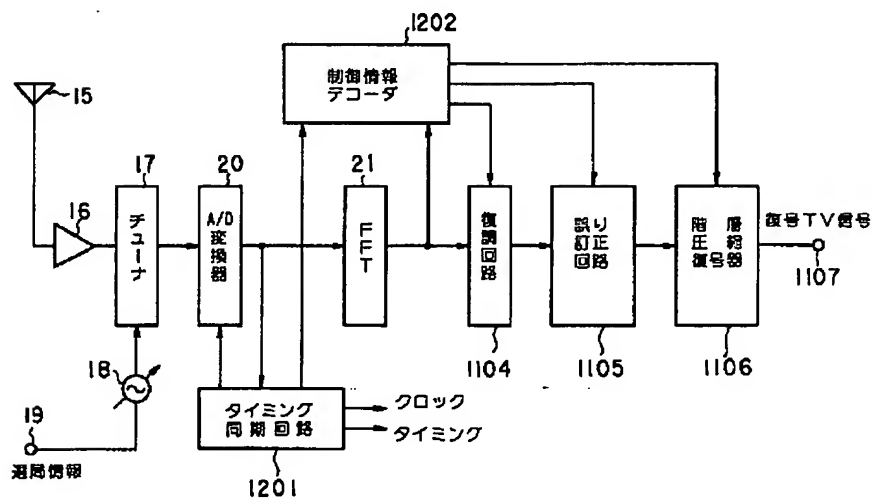 1202
制御情報
デコーダ
15
17
20
21
16
チューナ
A/D
変換器
FFT
復調回路
誤り
訂正
回路
階層
圧縮
復号器
復号TV信号
1107
18
1104
1105
1106
19
選局情報
タイミング
同期回路
クロック
タイミング
1201